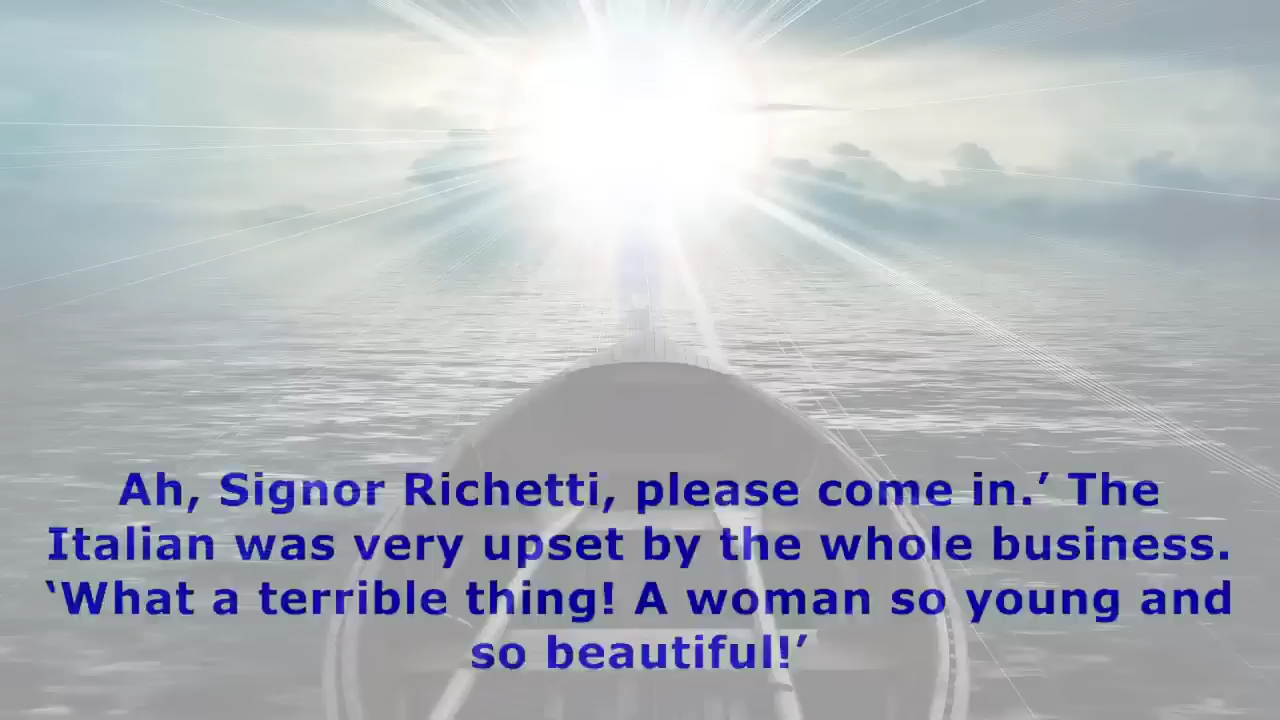 Ah, Signor Richetti, please come in.’ The
Italian was very upset by the whole business.
‘What a terrible thing! A woman so young and
so beautiful!’